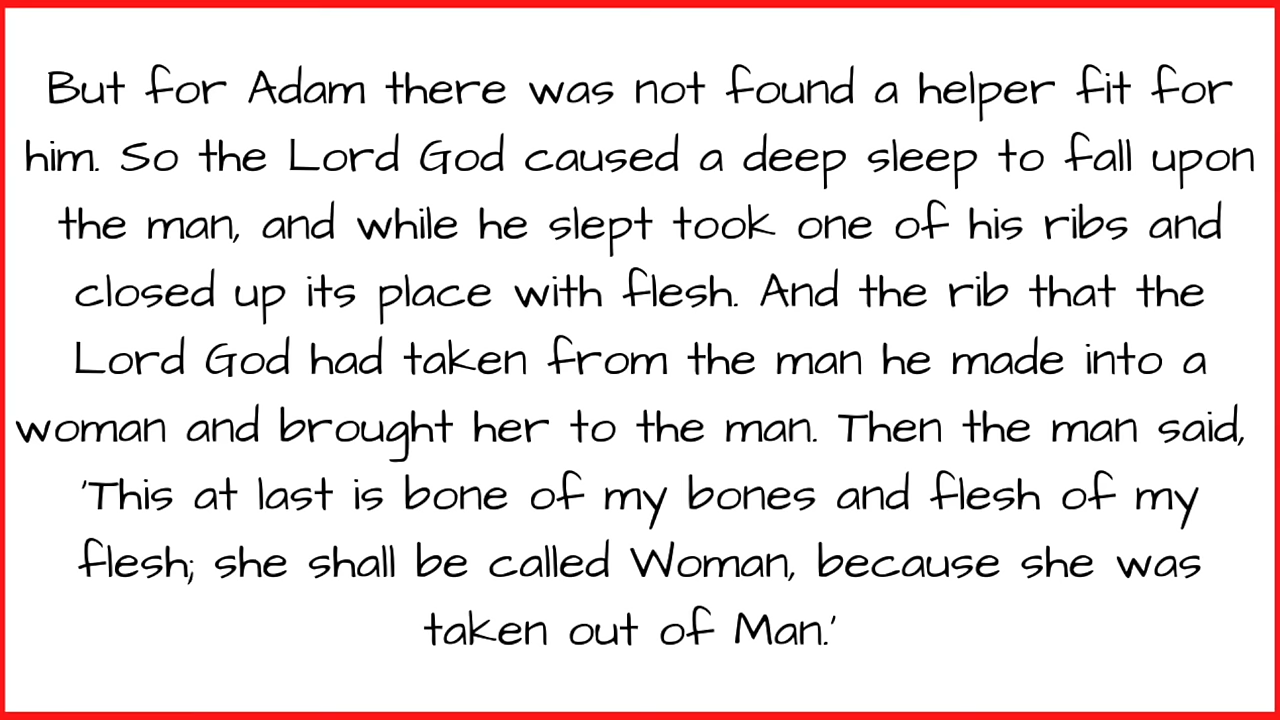 But for Adam there was not found a helper fit for
him. So the Lord God caused a deep sleep to fall upon
the man, and while he slept took one of his ribs and
closed up its place with flesh. And the rib that the
Lord God had taken from the man he made into a
woman and brought her to the man. Then the man said,
'This at last is bone of my bones and flesh of my
flesh; she shall be called Woman, because she was
taken out of Man.'